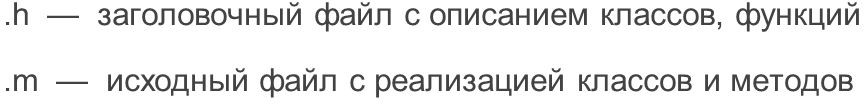 .h — заголовочный файл с описанием классов, функций
.m — исходный файл с реализацией классов и методов